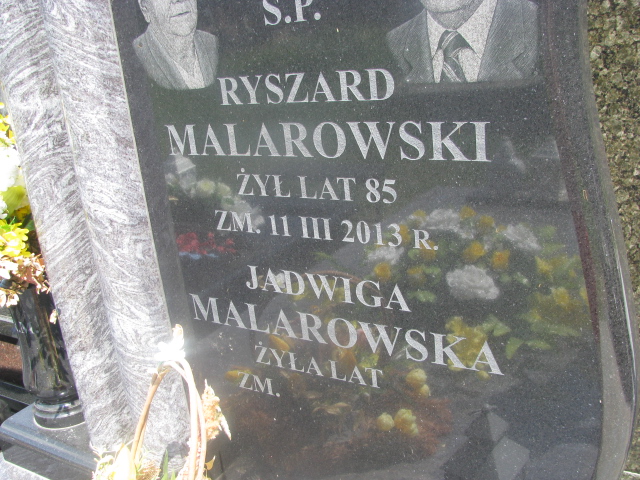 S.P.
RYSZARD
MALAROWSKI
ŻYŁ LAT 85
ZM. 11 III 2013 R.
JADWIGA
MALAROWSKA
ŻYŁA LAT
ZM.